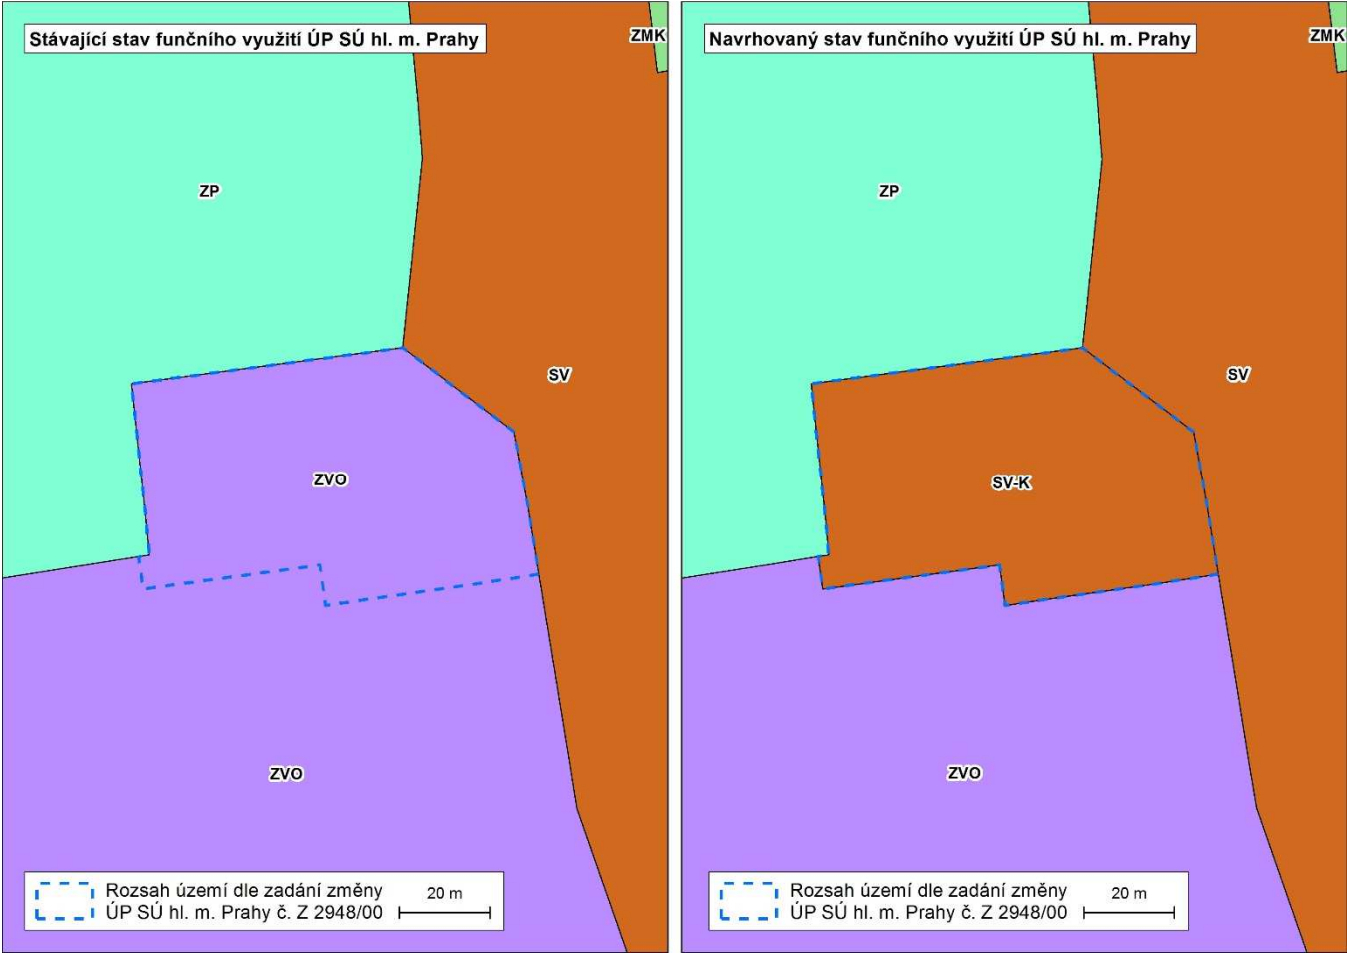 Stávající stav funčního využití ÚP SÚ hl. m. Prahy
ZMK
ZP
SV
ZVO
ZVO
Rozsah území dle zadání změny
ÚP SÚ hl. m. Prahy č. Z 2948/00
20 m
Navrhovaný stav funčního využití ÚP SÚ hl. m. Prahy
ZMK
ZP
SV
SV-K
ZVO
Rozsah území dle zadání změny
ÚP SÚ hl. m. Prahy č. Z 2948/00
20 m